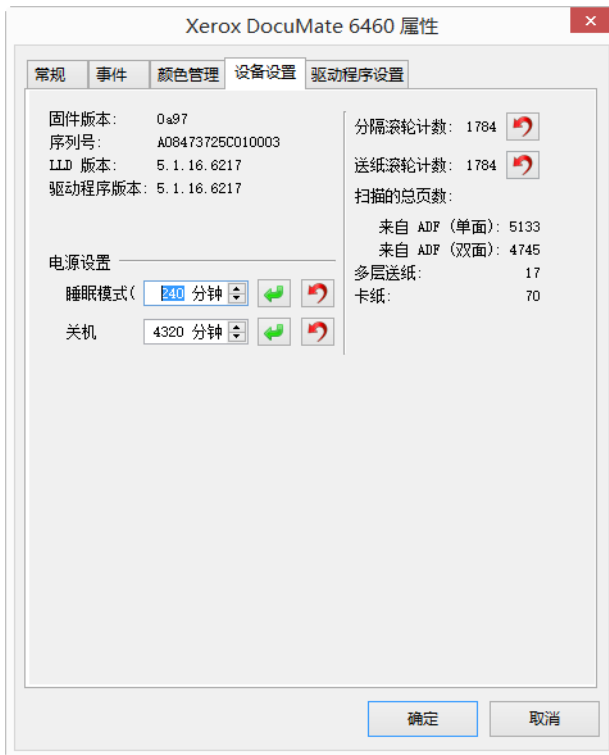 Xerox DocuMate 6460 属性
常规 事件 颜色管理 设备设置 驱动程序设置
固件版本: 0a97
序列号: A08473725C010003
LLD 版本: 5.1.16.6217
驱动程序版本: 5.1.16.6217
电源设置
睡眠模式( 240 分钟
关机 4320 分钟
分隔滚轮计数: 1784
送纸滚轮计数: 1784
扫描的总页数:
来自 ADF (单面): 5133
来自 ADF (双面): 4745
多层送纸: 17
卡纸: 70
确定 取消